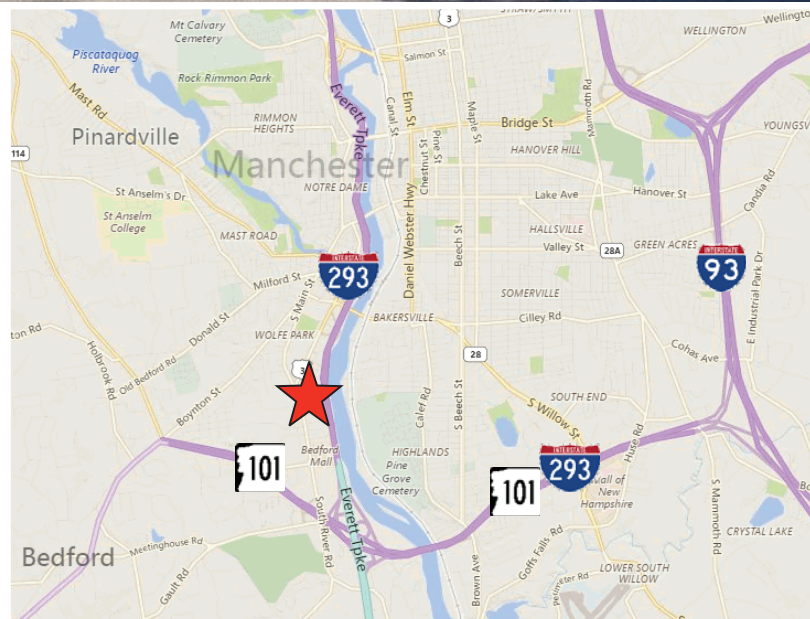 3
STRAW/SMYTH
Mt Calvary
Cemetery
WELLINGTON
Wellington
Salmon St
Piscataquog
River
Rock Rimmon Park
Mast Rd
Everett Tpke
Canal St
Elm St
Maple St
Mammoth Rd
RIMMON
HEIGHTS
Bridge St
YOUNGSV
Pinardville
Pine St
Chestnut St
HANOVER HILL
114
Manchester
Candia Rd
NOTRE DAME
St Anselm's Dr
Lake Ave
Hanover St
St Anselm
College
Daniel Webster Hwy
Beech St
HALLSVILLE
MAST ROAD
Valley St
28A
GREEN ACRES
INTERSTATE
293
INTERSTATE
93
E Industrial Park Dr
Milford St
S Main St
SOMERVILLE
Donald St
BAKERSVILLE
Cilley Rd
ton Rd
WOLFE PARK
Holbrook Rd
Old Bedford Rd
28
Cohas Ave
3
Boynton St
Calef Rd
S Beech St
SOUTH END
S Willow St
Huse Rd
Bedford
Mall
HIGHLANDS
INTERSTATE
293
101
Pine
Grove
Cemetery
101
Mall of
New
Hampshire
S Mammoth Rd
Bo
Everett Tpke
South River Rd
CRYSTAL LAKE
Meetinghouse Rd
Bedford
Goffs Falls Rd
LOWER SOUTH
WILLOW
Gault Rd
Brown Ave
Perimeter Rd